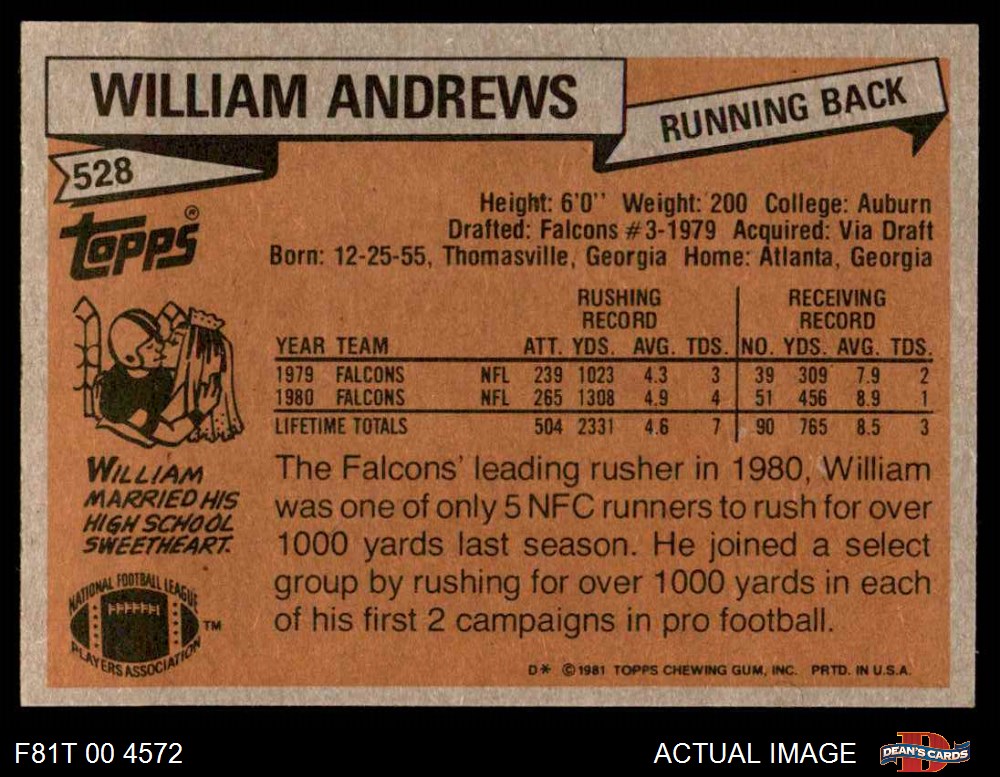 WILLIAM ANDREWS
RUNNING BACK
528
TOPPS®
Height: 6'0'' Weight: 200 College: Auburn
Drafted: Falcons #3-1979 Acquired: Via Draft
Born: 12-25-55, Thomasville, Georgia Home: Atlanta, Georgia
RUSHING RECORD RECEIVING RECORD
YEAR TEAM ATT. YDS. AVG. TDS. NO. YDS. AVG. TDS.
1979 FALCONS NFL 239 1023 4.3 3 39 309 7.9 2
1980 FALCONS NFL 265 1308 4.9 4 51 456 8.9 1
LIFETIME TOTALS 504 2331 4.6 7 90 765 8.5 3
WILLIAM
MARRIED HIS
HIGH SCHOOL
SWEETHEART.
The Falcons' leading rusher in 1980, William
was one of only 5 NFC runners to rush for over
1000 yards last season. He joined a select
group by rushing for over 1000 yards in each
of his first 2 campaigns in pro football.
NATIONAL FOOTBALL LEAGUE
PLAYERS ASSOCIATION
TM
D* ©1981 TOPPS CHEWING GUM, INC. PRTD. IN U.S.A.
F81T 00 4572
ACTUAL IMAGE
D
DEAN'S CARDS